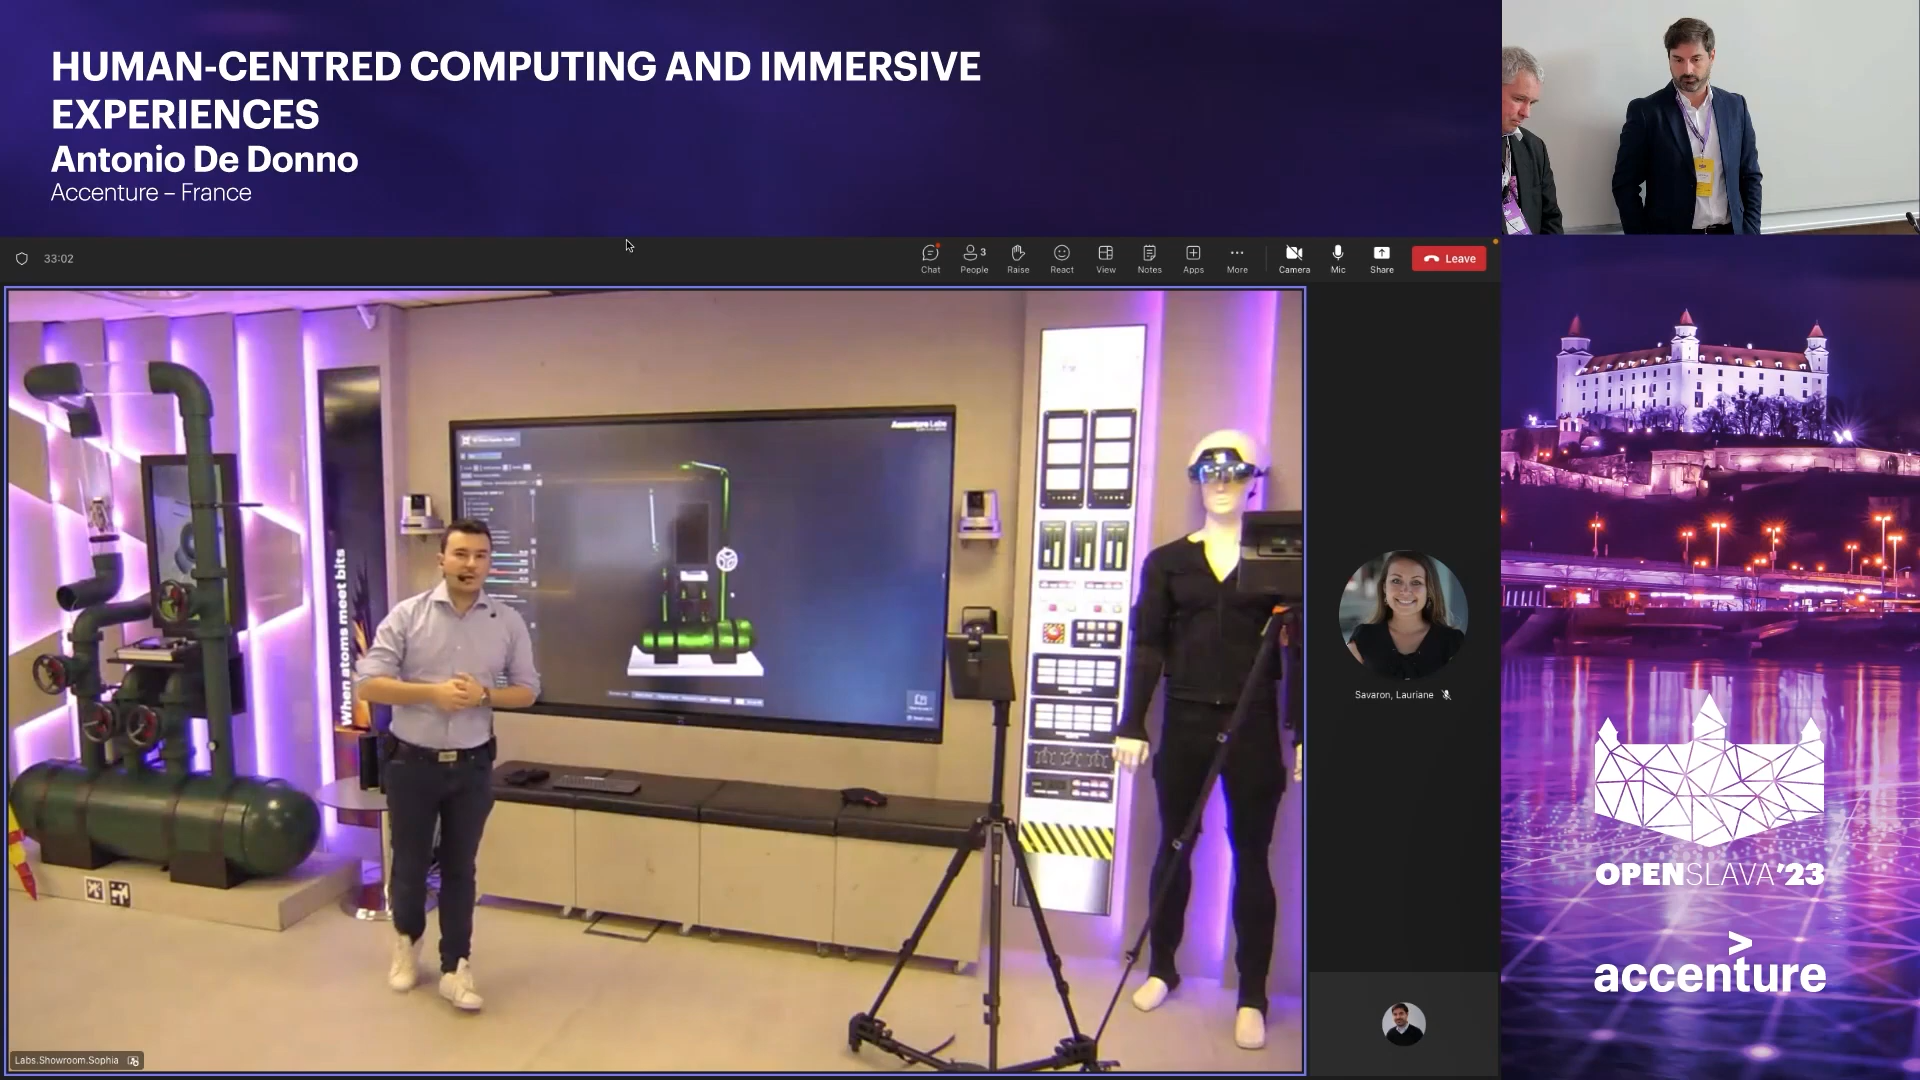 HUMAN-CENTRED COMPUTING AND IMMERSIVE
EXPERIENCES
Antonio De Donno
Accenture – France
33:02
Chat
People
3
Raise
React
View
Notes
Apps
More
Camera
Mic
Share
Leave
Accenture Labs
When atoms meet bits
Savaron, Lauriane
Labs.Showroom.Sophia
OPENSLAVA'23
>
accenture